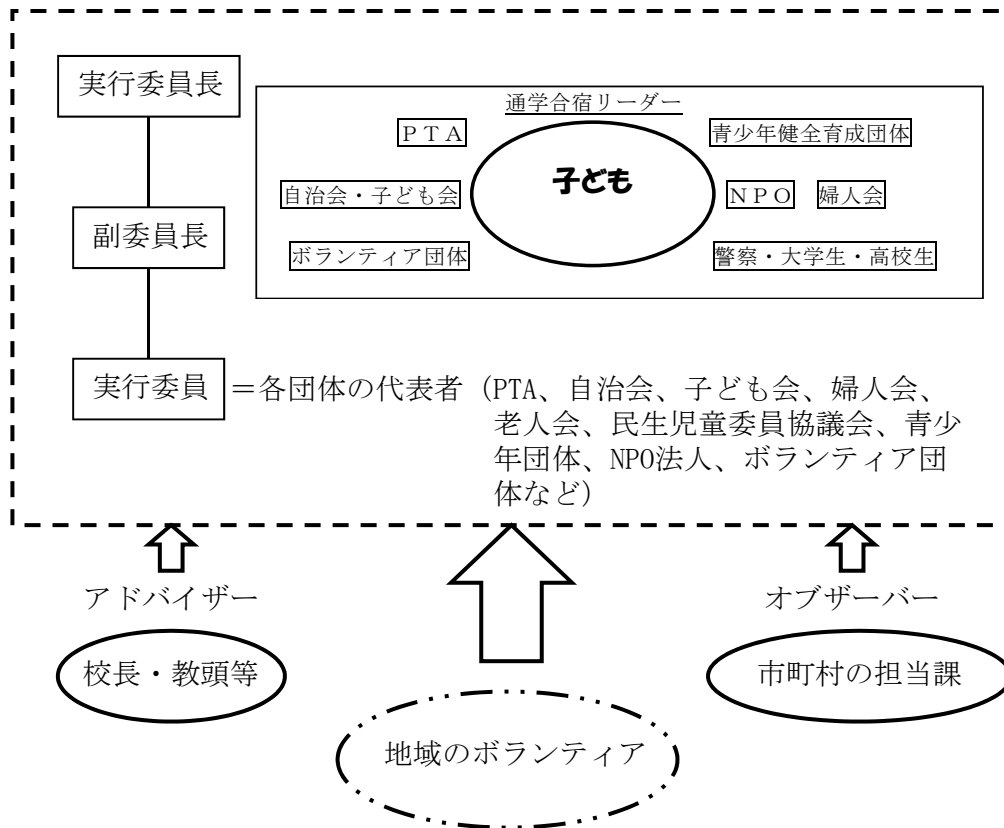 実行委員長
通学合宿リーダー
ＰＴＡ
青少年健全育成団体
子ども
自治会・子ども会
ＮＰＯ
婦人会
副委員長
ボランティア団体
警察・大学生・高校生
実行委員＝各団体の代表者（PTA、自治会、子ども会、婦人会、
老人会、民生児童委員協議会、青少
年団体、NPO法人、ボランティア団
体など）
アドバイザー
オブザーバー
校長・教頭等
市町村の担当課
地域のボランティア